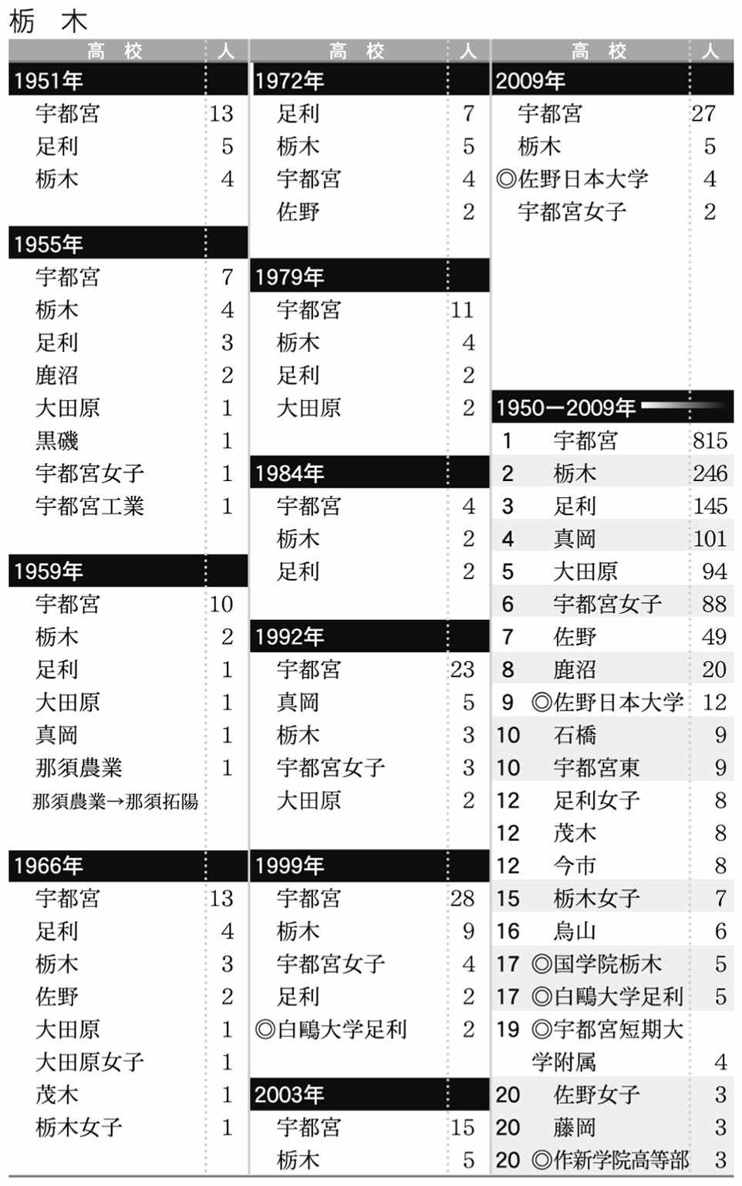 栃 木
高 校 人
1951年
宇都宮 13
足利 5
栃木 4
1955年
宇都宮 7
栃木 4
足利 3
鹿沼 2
大田原 1
黒磯 1
宇都宮女子 1
宇都宮工業 1
1959年
宇都宮 10
栃木 2
足利 1
大田原 1
真岡 1
那須農業 1
那須農業→那須拓陽
1966年
宇都宮 13
足利 4
栃木 3
佐野 2
大田原 1
大田原女子 1
茂木 1
栃木女子 1
高 校 人
1972年
足利 7
栃木 5
宇都宮 4
佐野 2
1979年
宇都宮 11
栃木 4
足利 2
大田原 2
1984年
宇都宮 4
栃木 2
足利 2
1992年
宇都宮 23
真岡 5
栃木 3
宇都宮女子 3
大田原 2
1999年
宇都宮 28
栃木 9
宇都宮女子 4
足利 2
◎白鷗大学足利 2
2003年
宇都宮 15
栃木 5
高 校 人
2009年
宇都宮 27
栃木 5
◎佐野日本大学 4
宇都宮女子 2
1950ー2009年
1 宇都宮 815
2 栃木 246
3 足利 145
4 真岡 101
5 大田原 94
6 宇都宮女子 88
7 佐野 49
8 鹿沼 20
9 ◎佐野日本大学 12
10 石橋 9
10 宇都宮東 9
12 足利女子 8
12 茂木 8
12 今市 8
15 栃木女子 7
16 烏山 6
17 ◎国学院栃木 5
17 ◎白鷗大学足利 5
19 ◎宇都宮短期大
学附属 4
20 佐野女子 3
20 藤岡 3
20 ◎作新学院高等部 3